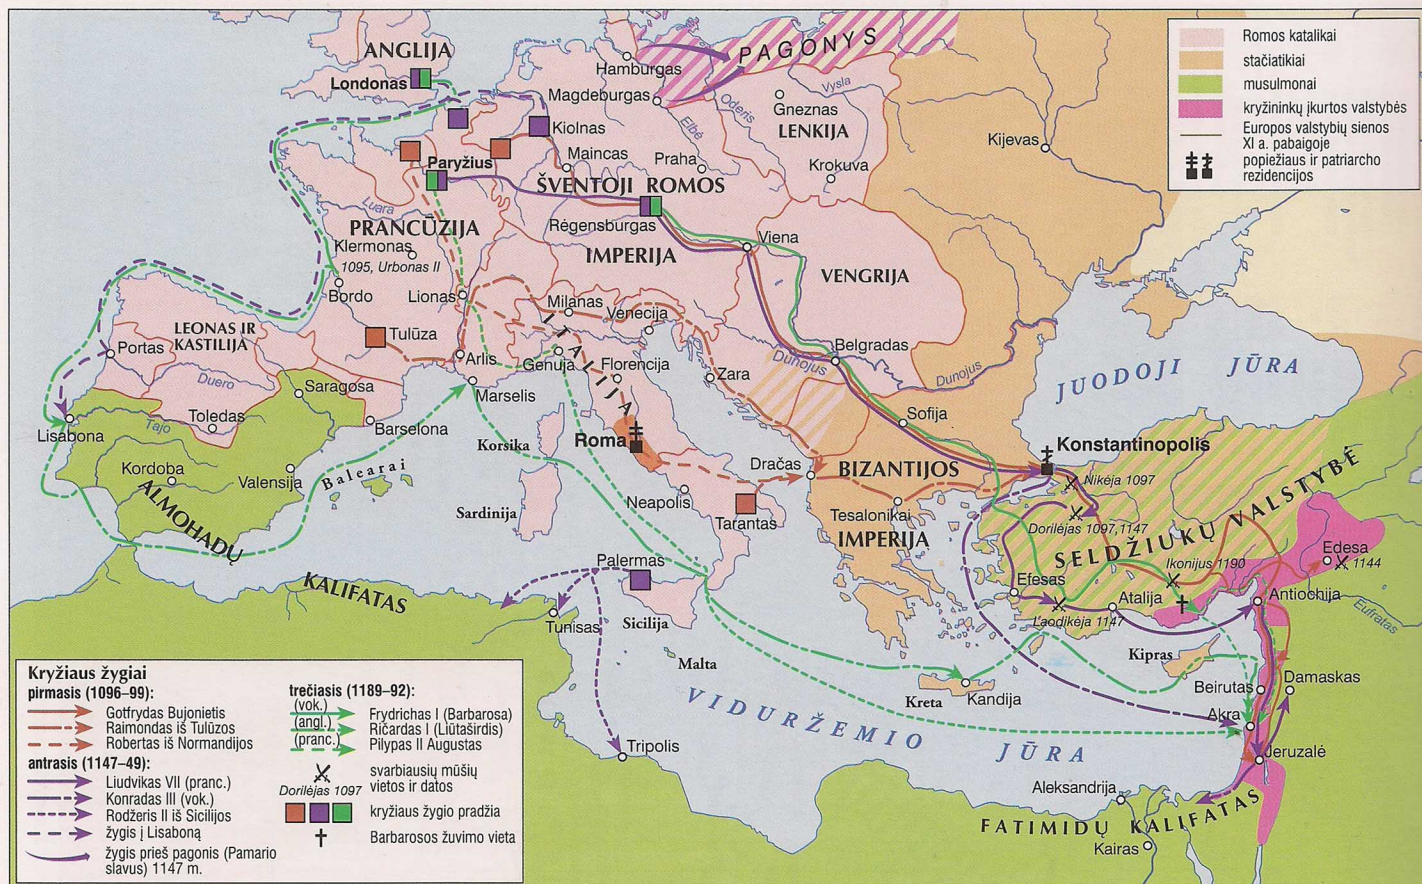 Romos katalikai
stačiatikiai
musulmonai
kryžininkų įkurtos valstybės
Europos valstybių sienos
XI a. pabaigoje
popiežiaus ir patriarcho
rezidencijos
ANGLIJA
Londonas
PAGONYS
Hamburgas
Magdeburgas
Oderis
Vysla
Gneznas
LENKIJA
Elbė
Kijevas
Kiolnas
Paryžius
Maincas
Praha
Krokuva
ŠVENTOJI ROMOS
Luara
PRANCŪZIJA
Rėgensburgas
IMPERIJA
Viena
VENGRIJA
Klermonas
1095, Urbonas II
Bordo
Lionas
Milanas
Venecija
LEONAS IR
KASTILIJA
Portas
Tulūza
Arlis
Genuja
ITALIJA
Florencija
Zara
Dunojus
Belgradas
Dunojus
JUODOJI JŪRA
Duero
Saragosa
Marselis
Toledas
Barselona
Korsika
Sofija
Lisabona
Tajo
Roma
Konstantinopolis
Kordoba
Valensija
Balearai
Dračas
BIZANTIJOS
Nikėja 1097
Neapolis
Sardinija
Tarantas
Tesalonikai
IMPERIJA
Dorilėjas 1097,1147
SELDŽIUKŲ VALSTYBĖ
ALMOHADŲ
KALIFATAS
Palermas
Ikonijus 1190
Edesa
1144
Efesas
Atalija
Antiochija
Laodikėja 1147
Eufratas
Tunisas
Sicilija
Malta
Kipras
Kreta
Kandija
Beirutas
Damaskas
Akra
VIDURŽEMIO JŪRA
Tripolis
Jeruzalė
Aleksandrija
FATIMIDŲ KALIFATAS
Kairas
Kryžiaus žygiai
pirmasis (1096–99):
Gotfrydas Bujonietis
Raimondas iš Tulūzos
Robertas iš Normandijos
antrasis (1147–49):
Liudvikas VII (pranc.)
Konradas III (vok.)
Rodžeris II iš Sicilijos
žygis į Lisaboną
žygis prieš pagonis (Pamario
slavus) 1147 m.
trečiasis (1189–92):
(vok.)
Frydrichas I (Barbarosa)
(angl.)
Ričardas I (Liūtaširdis)
(pranc.)
Pilypas II Augustas
svarbiausių mūšių
Dorilėjas 1097 vietos ir datos
kryžiaus žygio pradžia
Barbarosos žuvimo vieta